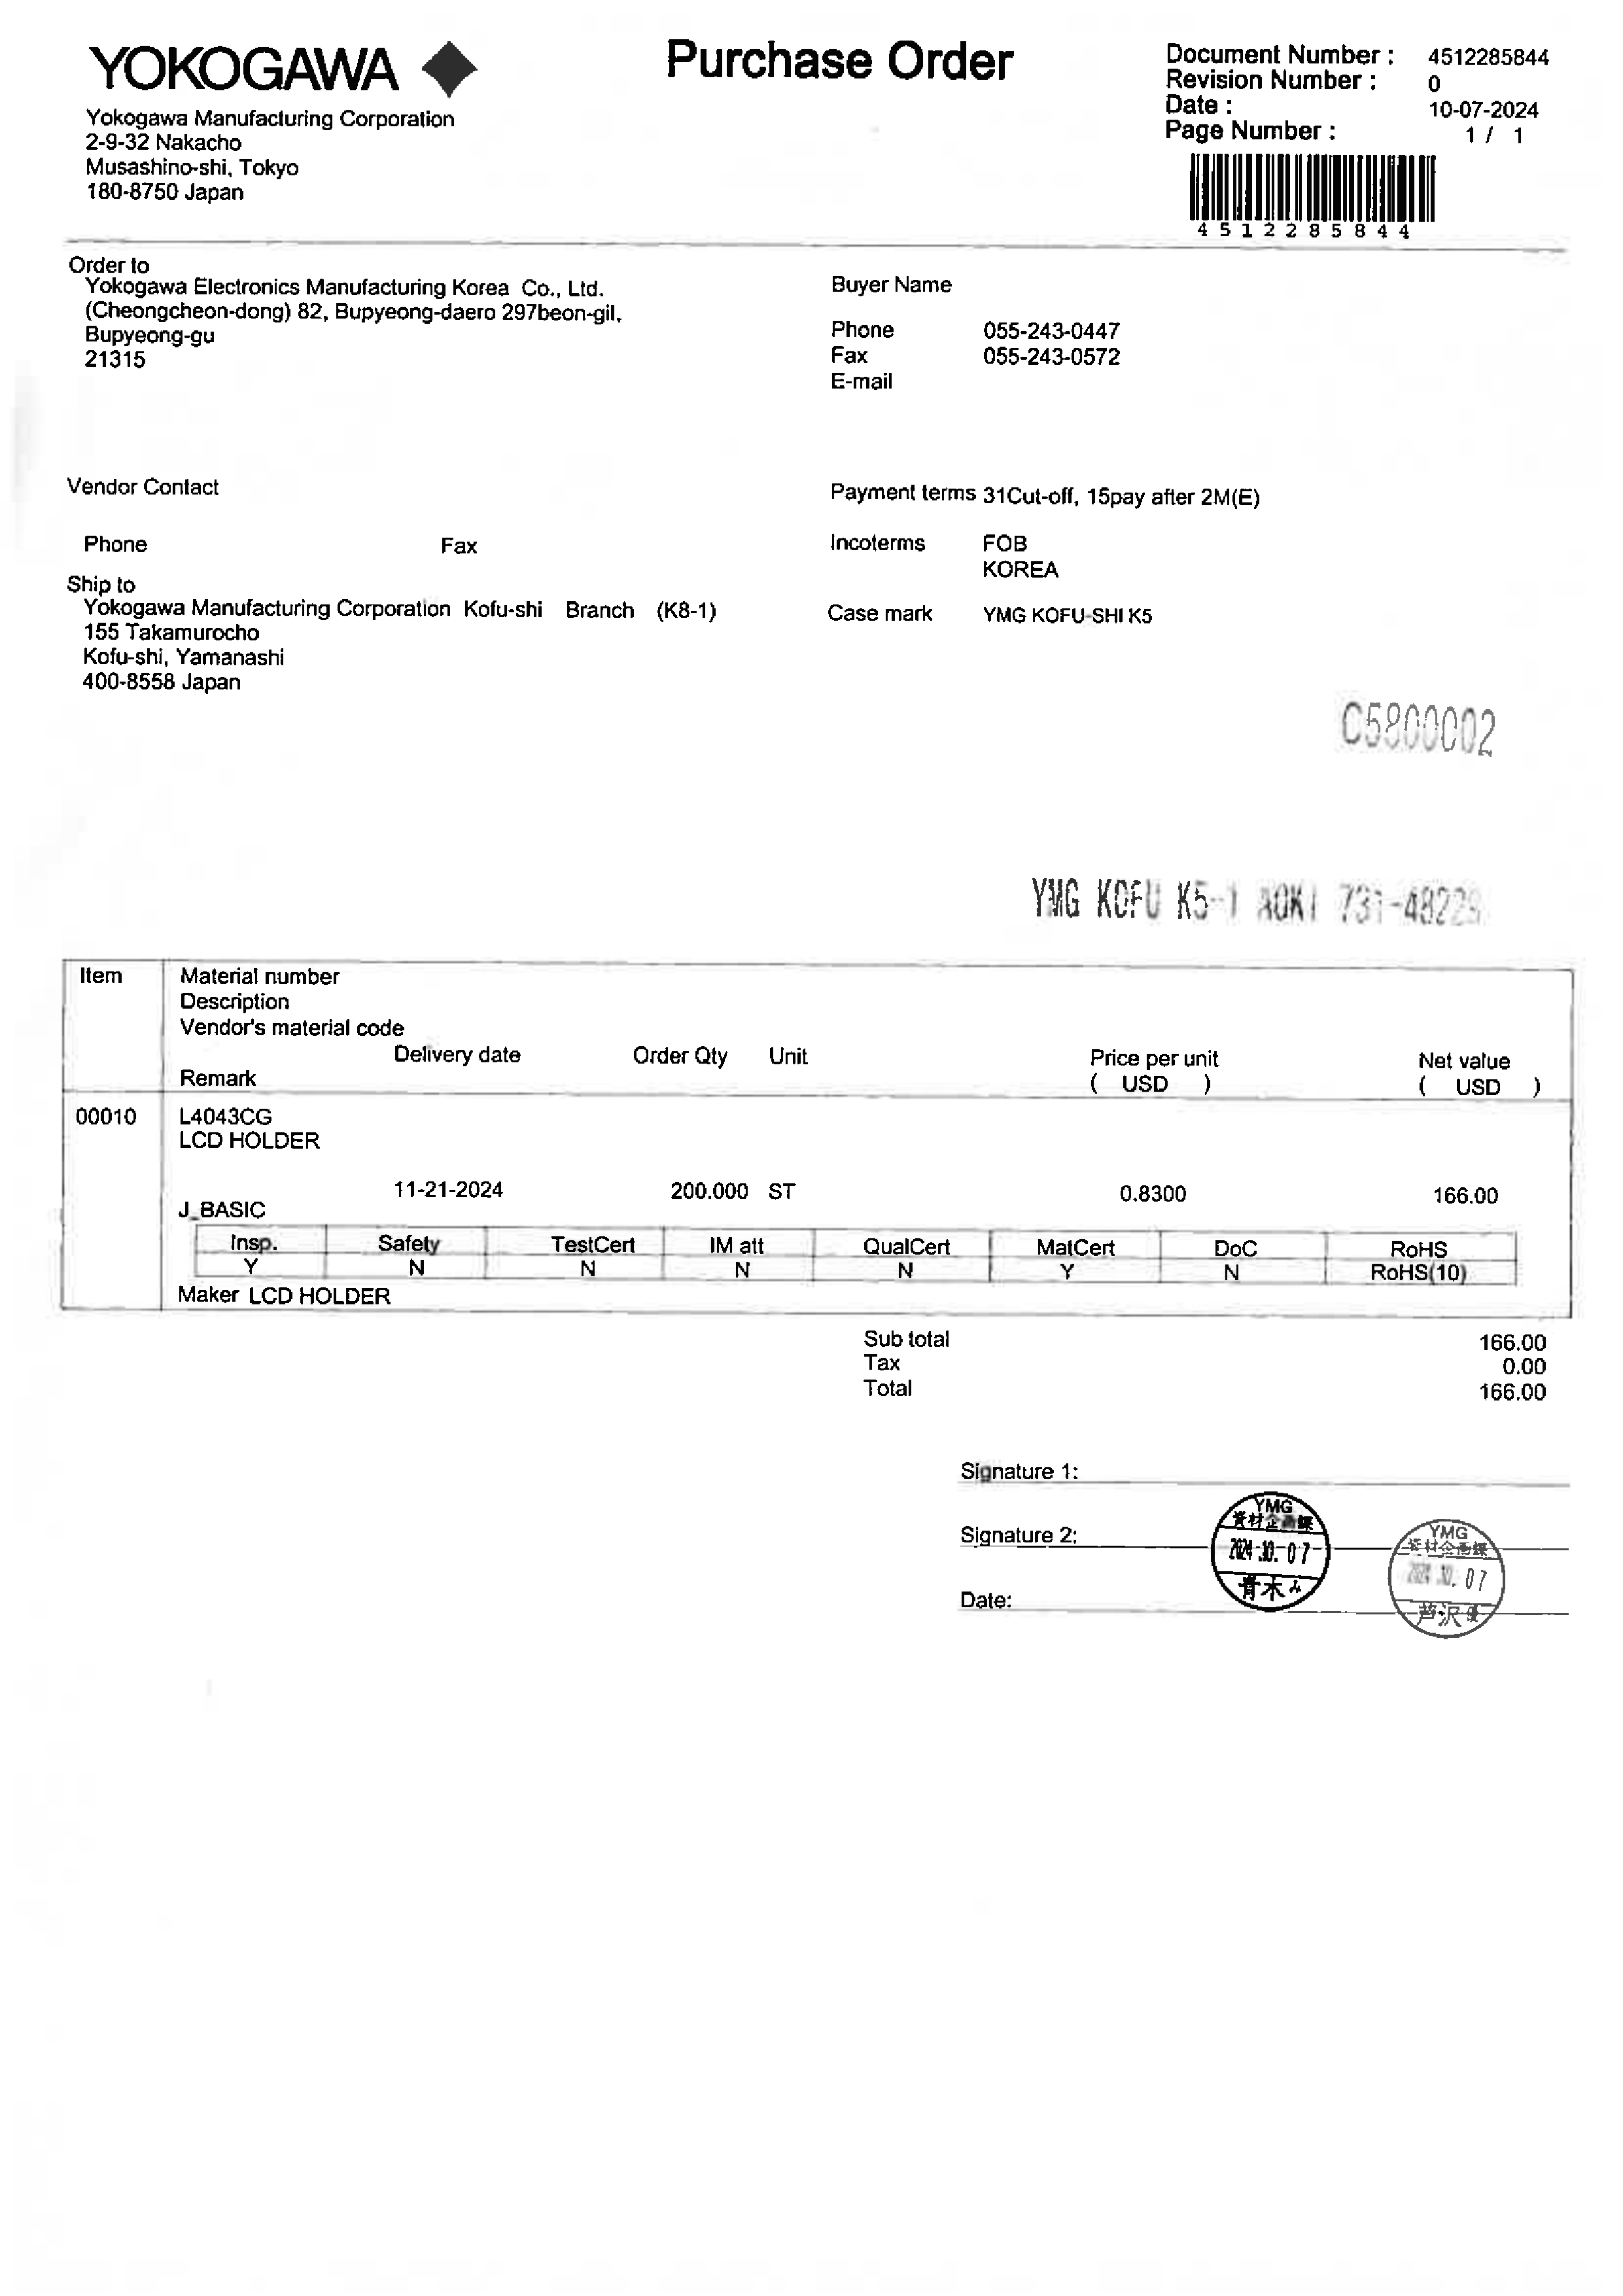 YOKOGAWA
Purchase Order
Document Number : 4512285844
Revision Number : 0
Date : 10-07-2024
Page Number : 1 / 1
4512285844
Yokogawa Manufacturing Corporation
2-9-32 Nakacho
Musashino-shi, Tokyo
180-8750 Japan
Order to
Yokogawa Electronics Manufacturing Korea Co., Ltd.
(Cheongcheon-dong) 82, Bupyeong-daero 297beon-gil,
Bupyeong-gu
21315
Buyer Name
Phone 055-243-0447
Fax 055-243-0572
E-mail
Vendor Contact
Phone Fax
Payment terms 31Cut-off, 15pay after 2M(E)
Incoterms FOB
KOREA
Ship to
Yokogawa Manufacturing Corporation Kofu-shi Branch (K8-1)
155 Takamurocho
Kofu-shi, Yamanashi
400-8558 Japan
Case mark YMG KOFU-SHI K5
C5800002
YMG KOFU K5-1 AOKI
Item Material number
Description
Vendor's material code
Delivery date Order Qty Unit Price per unit Net value
Remark ( USD ) ( USD )
00010 L4043CG
LCD HOLDER
11-21-2024 200.000 ST 0.8300 166.00
J_BASIC
Insp. Safety TestCert IM att QualCert MatCert DoC RoHS
Y N N N N Y N RoHS(10)
Maker LCD HOLDER
Sub total 166.00
Tax 0.00
Total 166.00
Signature 1:
Signature 2:
Date:
YMG
資材企画課
2024.10.07
青木み
YMG
資材企画課
2024.10.07
芦沢優